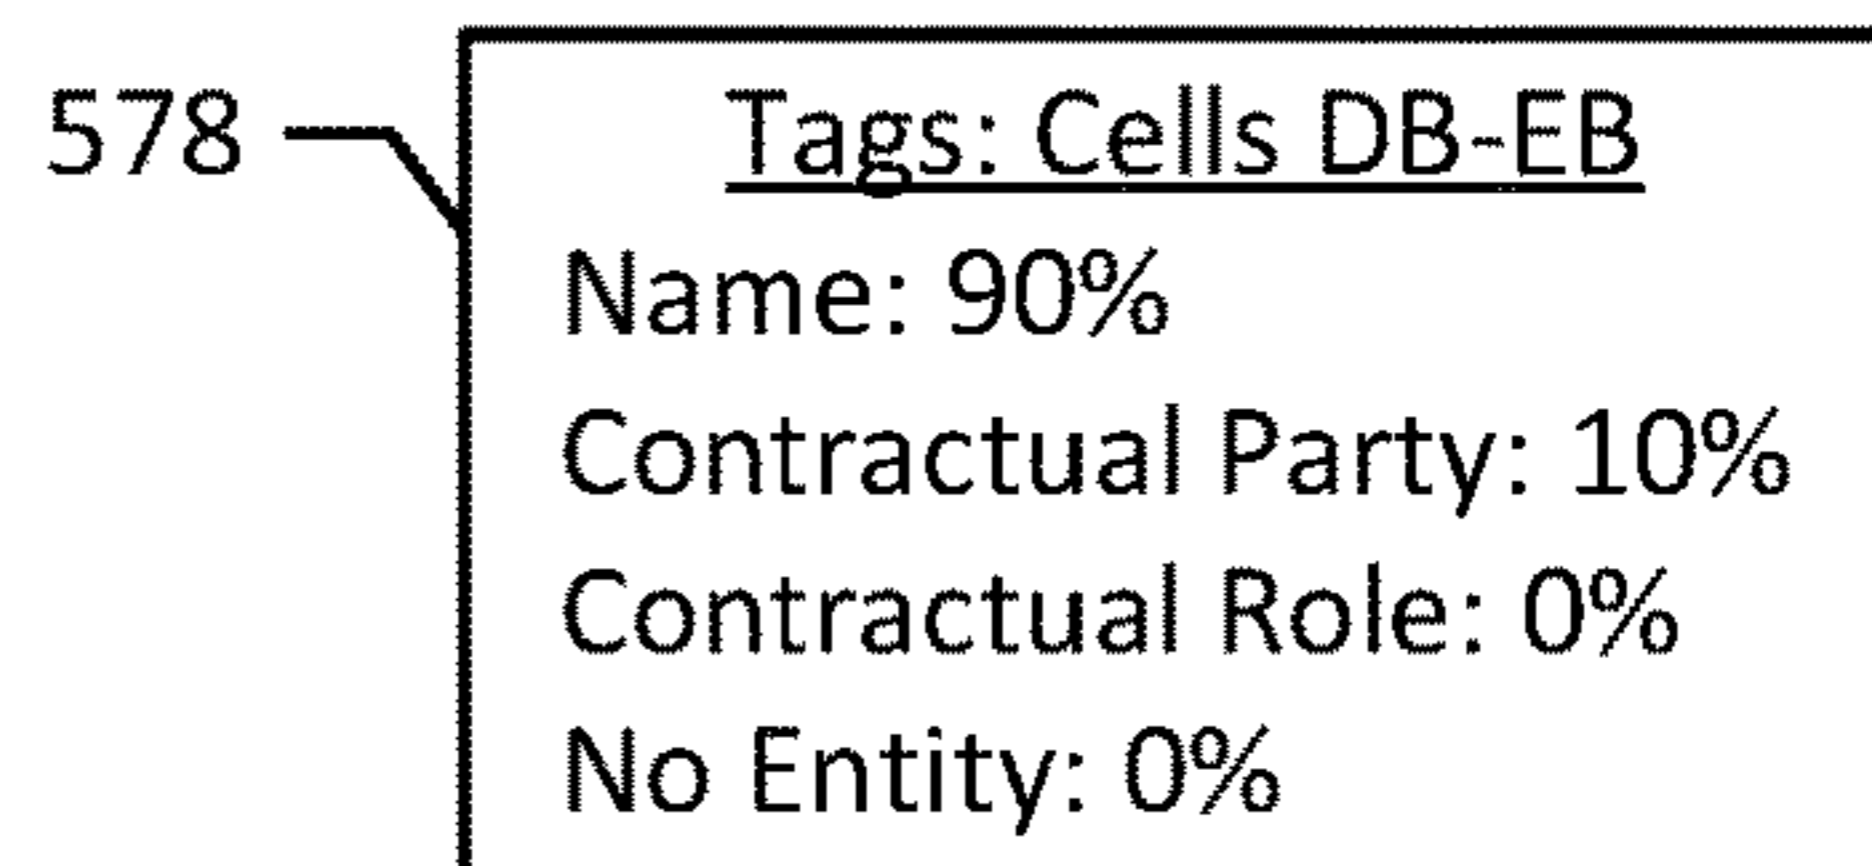 578
Tags: Cells DB-EB
Name: 90%
Contractual Party: 10%
Contractual Role: 0%
No Entity: 0%